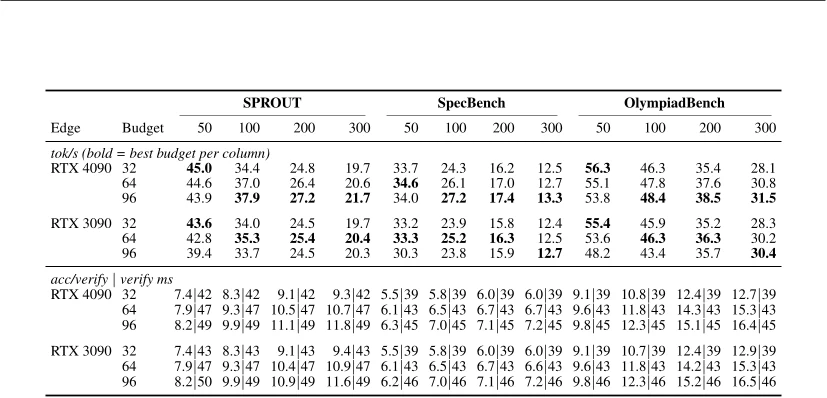 SPROUT SpecBench OlympiadBench
Edge Budget 50 100 200 300 50 100 200 300 50 100 200 300
tok/s (bold = best budget per column)
RTX 4090 32 45.0 34.4 24.8 19.7 33.7 24.3 16.2 12.5 56.3 46.3 35.4 28.1
64 44.6 37.0 26.4 20.6 34.6 26.1 17.0 12.7 55.1 47.8 37.6 30.8
96 43.9 37.9 27.2 21.7 34.0 27.2 17.4 13.3 53.8 48.4 38.5 31.5
RTX 3090 32 43.6 34.0 24.5 19.7 33.2 23.9 15.8 12.4 55.4 45.9 35.2 28.3
64 42.8 35.3 25.4 20.4 33.3 25.2 16.3 12.5 53.6 46.3 36.3 30.2
96 39.4 33.7 24.5 20.3 30.3 23.8 15.9 12.7 48.2 43.4 35.7 30.4
acc/verify | verify ms
RTX 4090 32 7.4|42 8.3|42 9.1|42 9.3|42 5.5|39 5.8|39 6.0|39 6.0|39 9.1|39 10.8|39 12.4|39 12.7|39
64 7.9|47 9.3|47 10.5|47 10.7|47 6.1|43 6.5|43 6.7|43 6.7|43 9.6|43 11.8|43 14.3|43 15.3|43
96 8.2|49 9.9|49 11.1|49 11.8|49 6.3|45 7.0|45 7.1|45 7.2|45 9.8|45 12.3|45 15.1|45 16.4|45
RTX 3090 32 7.4|43 8.3|43 9.1|43 9.4|43 5.5|39 5.8|39 6.0|39 6.0|39 9.1|39 10.7|39 12.4|39 12.9|39
64 7.9|47 9.3|47 10.4|47 10.9|47 6.1|43 6.5|43 6.7|43 6.6|43 9.6|43 11.8|43 14.2|43 15.3|43
96 8.2|50 9.9|49 10.9|49 11.6|49 6.2|46 7.0|46 7.1|46 7.2|46 9.8|46 12.3|46 15.2|46 16.5|46